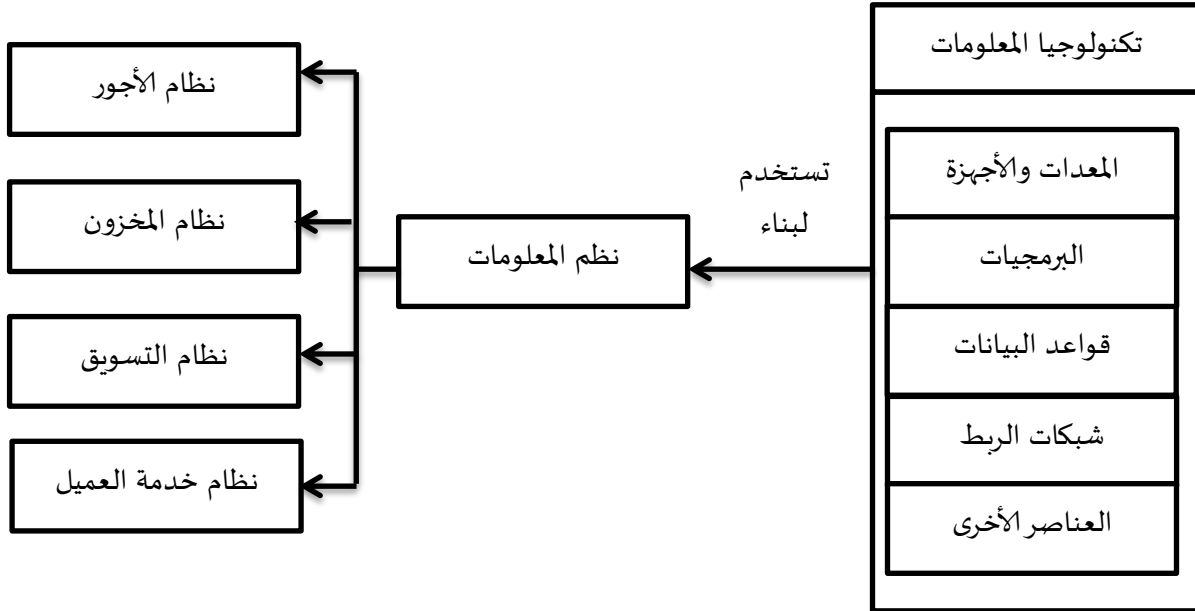 تكنولوجيا المعلومات
المعدات والأجهزة
البرمجيات
قواعد البيانات
شبكات الربط
العناصر الأخرى
تستخدم
لبناء
نظم المعلومات
نظام الأجور
نظام المخزون
نظام التسويق
نظام خدمة العميل